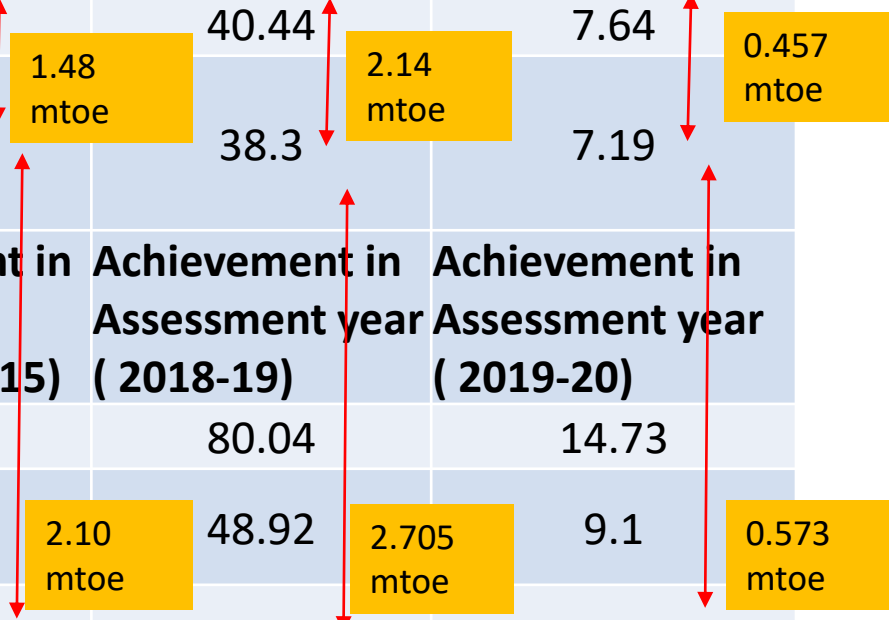 40.44 7.64
1.48
mtoe
2.14
mtoe
0.457
mtoe
38.3 7.19
t in Achievement in Achievement in
Assessment year Assessment year
15) ( 2018-19) ( 2019-20)
80.04 14.73
48.92 9.1
2.10
mtoe
2.705
mtoe
0.573
mtoe